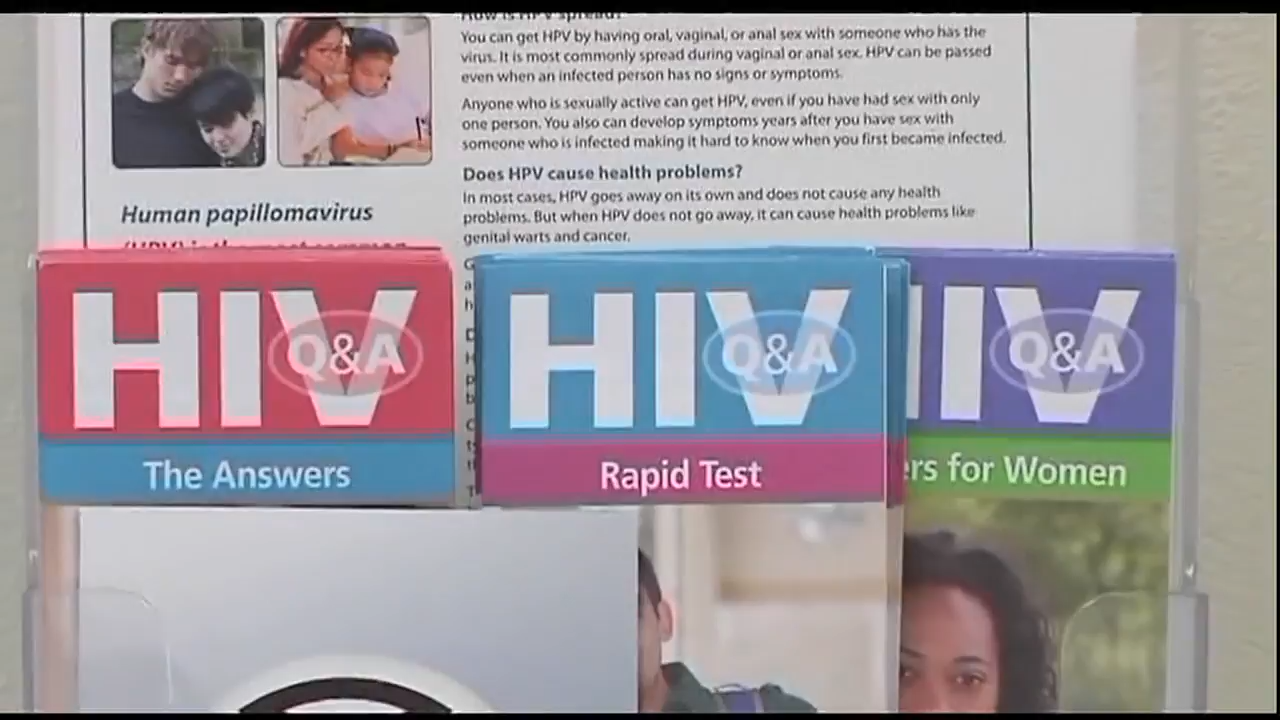 How is HPV spread?
You can get HPV by having oral, vaginal, or anal sex with someone who has the
virus. It is most commonly spread during vaginal or anal sex. HPV can be passed
even when an infected person has no signs or symptoms.
Anyone who is sexually active can get HPV, even if you have had sex with only
one person. You also can develop symptoms years after you have sex with
someone who is infected making it hard to know when you first became infected.
Does HPV cause health problems?
In most cases, HPV goes away on its own and does not cause any health
problems. But when HPV does not go away, it can cause health problems like
genital warts and cancer.
Human papillomavirus
(HPV) is the most common
HIV
Q&A
The Answers
HIV
Q&A
Rapid Test
HIV
Q&A
ers for Women